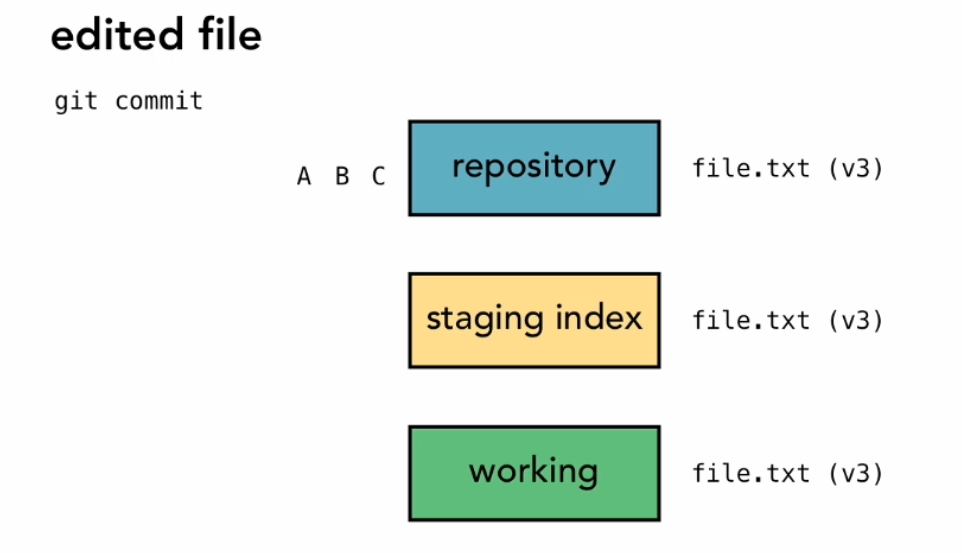 edited file
git commit
A B C repository file.txt (v3)
staging index file.txt (v3)
working file.txt (v3)